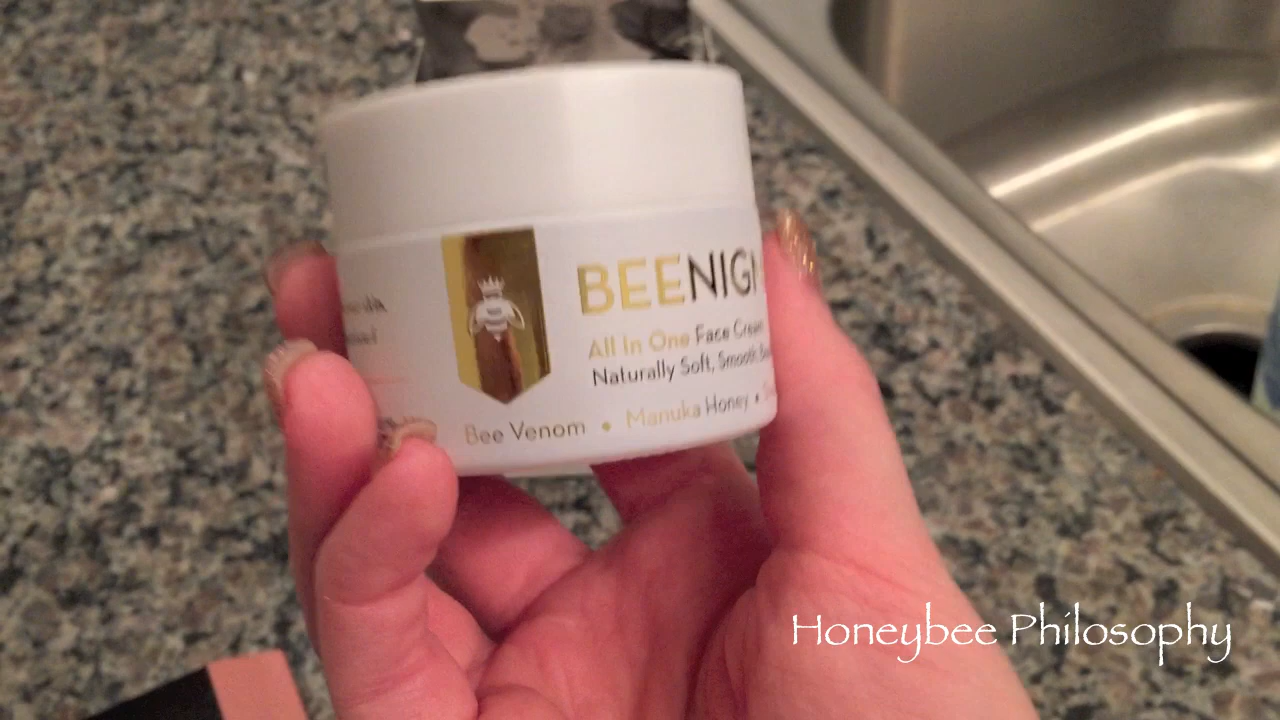 BEENIGH
All In One Face Cream
Naturally Soft, Smooth,
Bee Venom • Manuka Honey •
Honeybee Philosophy